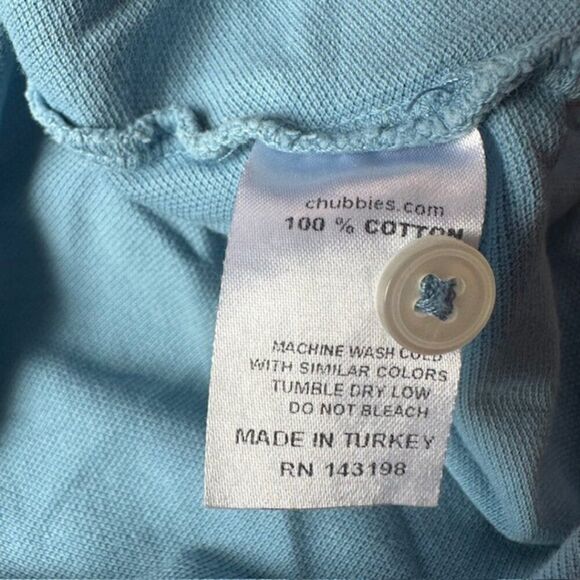 chubbies.com
100 % COTTON
MACHINE WASH COLD
WITH SIMILAR COLORS
TUMBLE DRY LOW
DO NOT BLEACH
MADE IN TURKEY
RN 143198